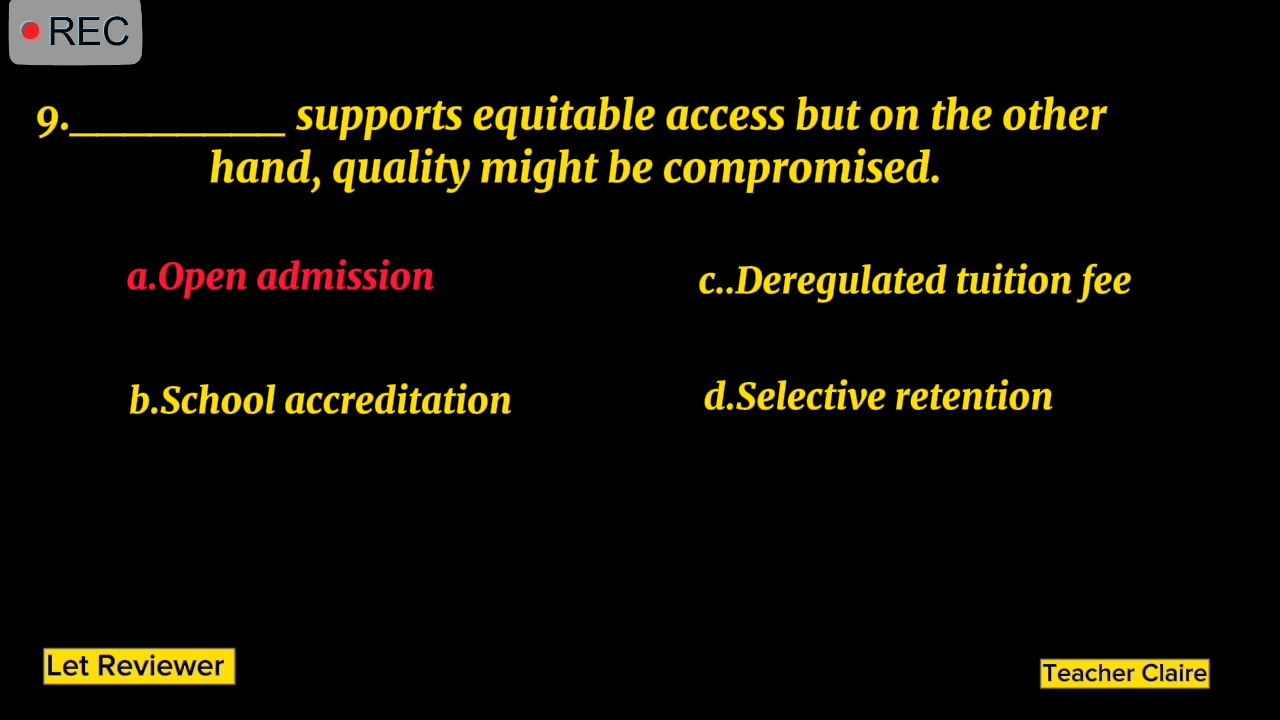 REC
9.__________ supports equitable access but on the other
hand, quality might be compromised.
a.Open admission
c..Deregulated tuition fee
b.School accreditation
d.Selective retention
Let Reviewer
Teacher Claire